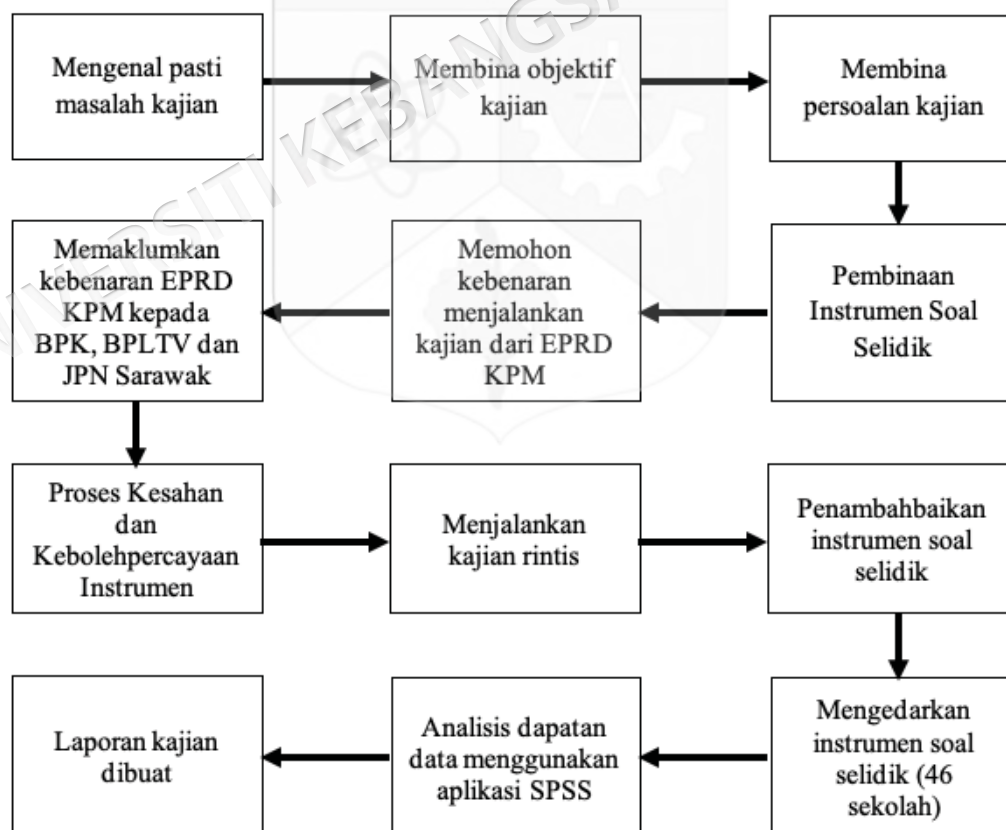 Mengenal pasti
masalah kajian
Membina objektif
kajian
Membina
persoalan kajian
Pembinaan
Instrumen Soal
Selidik
Memohon
kebenaran
menjalankan
kajian dari EPRD
KPM
Memaklumkan
kebenaran EPRD
KPM kepada
BPK, BPLTV dan
JPN Sarawak
Proses Kesahan
dan
Kebolehpercayaan
Instrumen
Menjalankan
kajian rintis
Penambahbaikan
instrumen soal
selidik
Mengedarkan
instrumen soal
selidik (46
sekolah)
Analisis dapatan
data menggunakan
aplikasi SPSS
Laporan kajian
dibuat